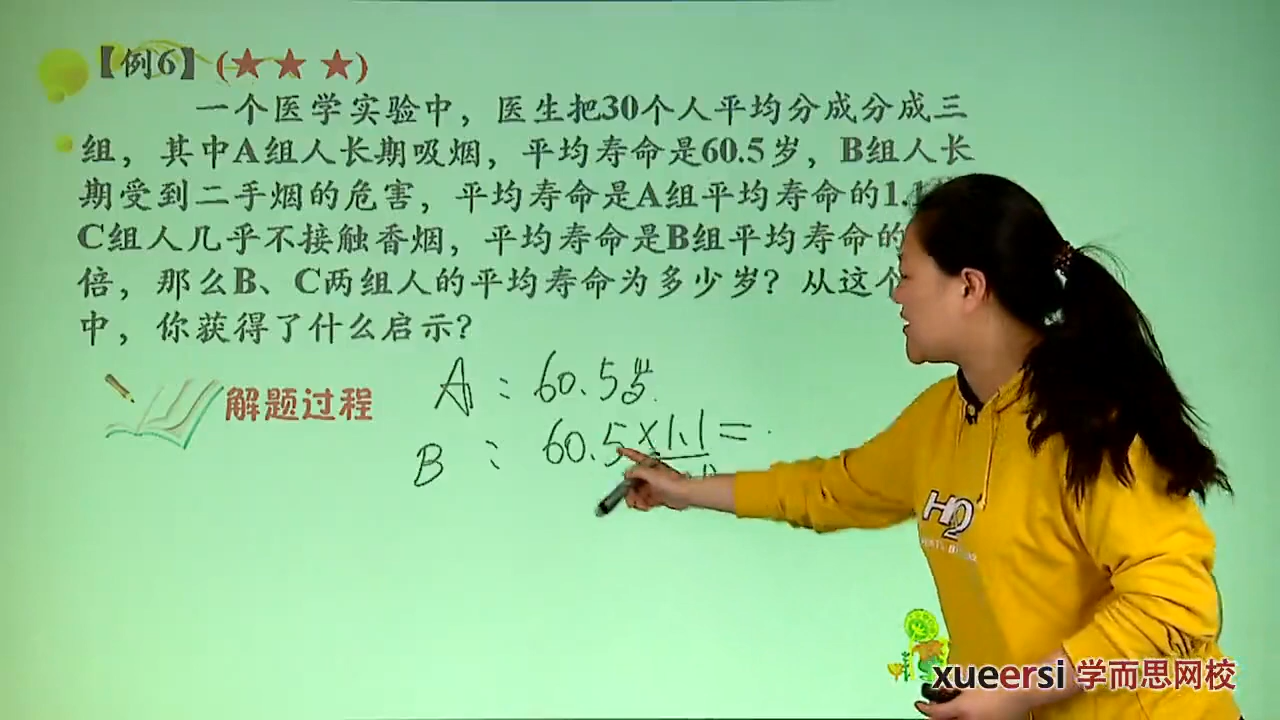 【例6】(★★★)
一个医学实验中，医生把30个人平均分成分成三
组，其中A组人长期吸烟，平均寿命是60.5岁，B组人长
期受到二手烟的危害，平均寿命是A组平均寿命的1.1
C组人几乎不接触香烟，平均寿命是B组平均寿命的
倍，那么B、C两组人的平均寿命为多少岁？从这个
中，你获得了什么启示？
解题过程
A：60.5岁
B：60.5×1.1=
H2
xueersi 学而思网校